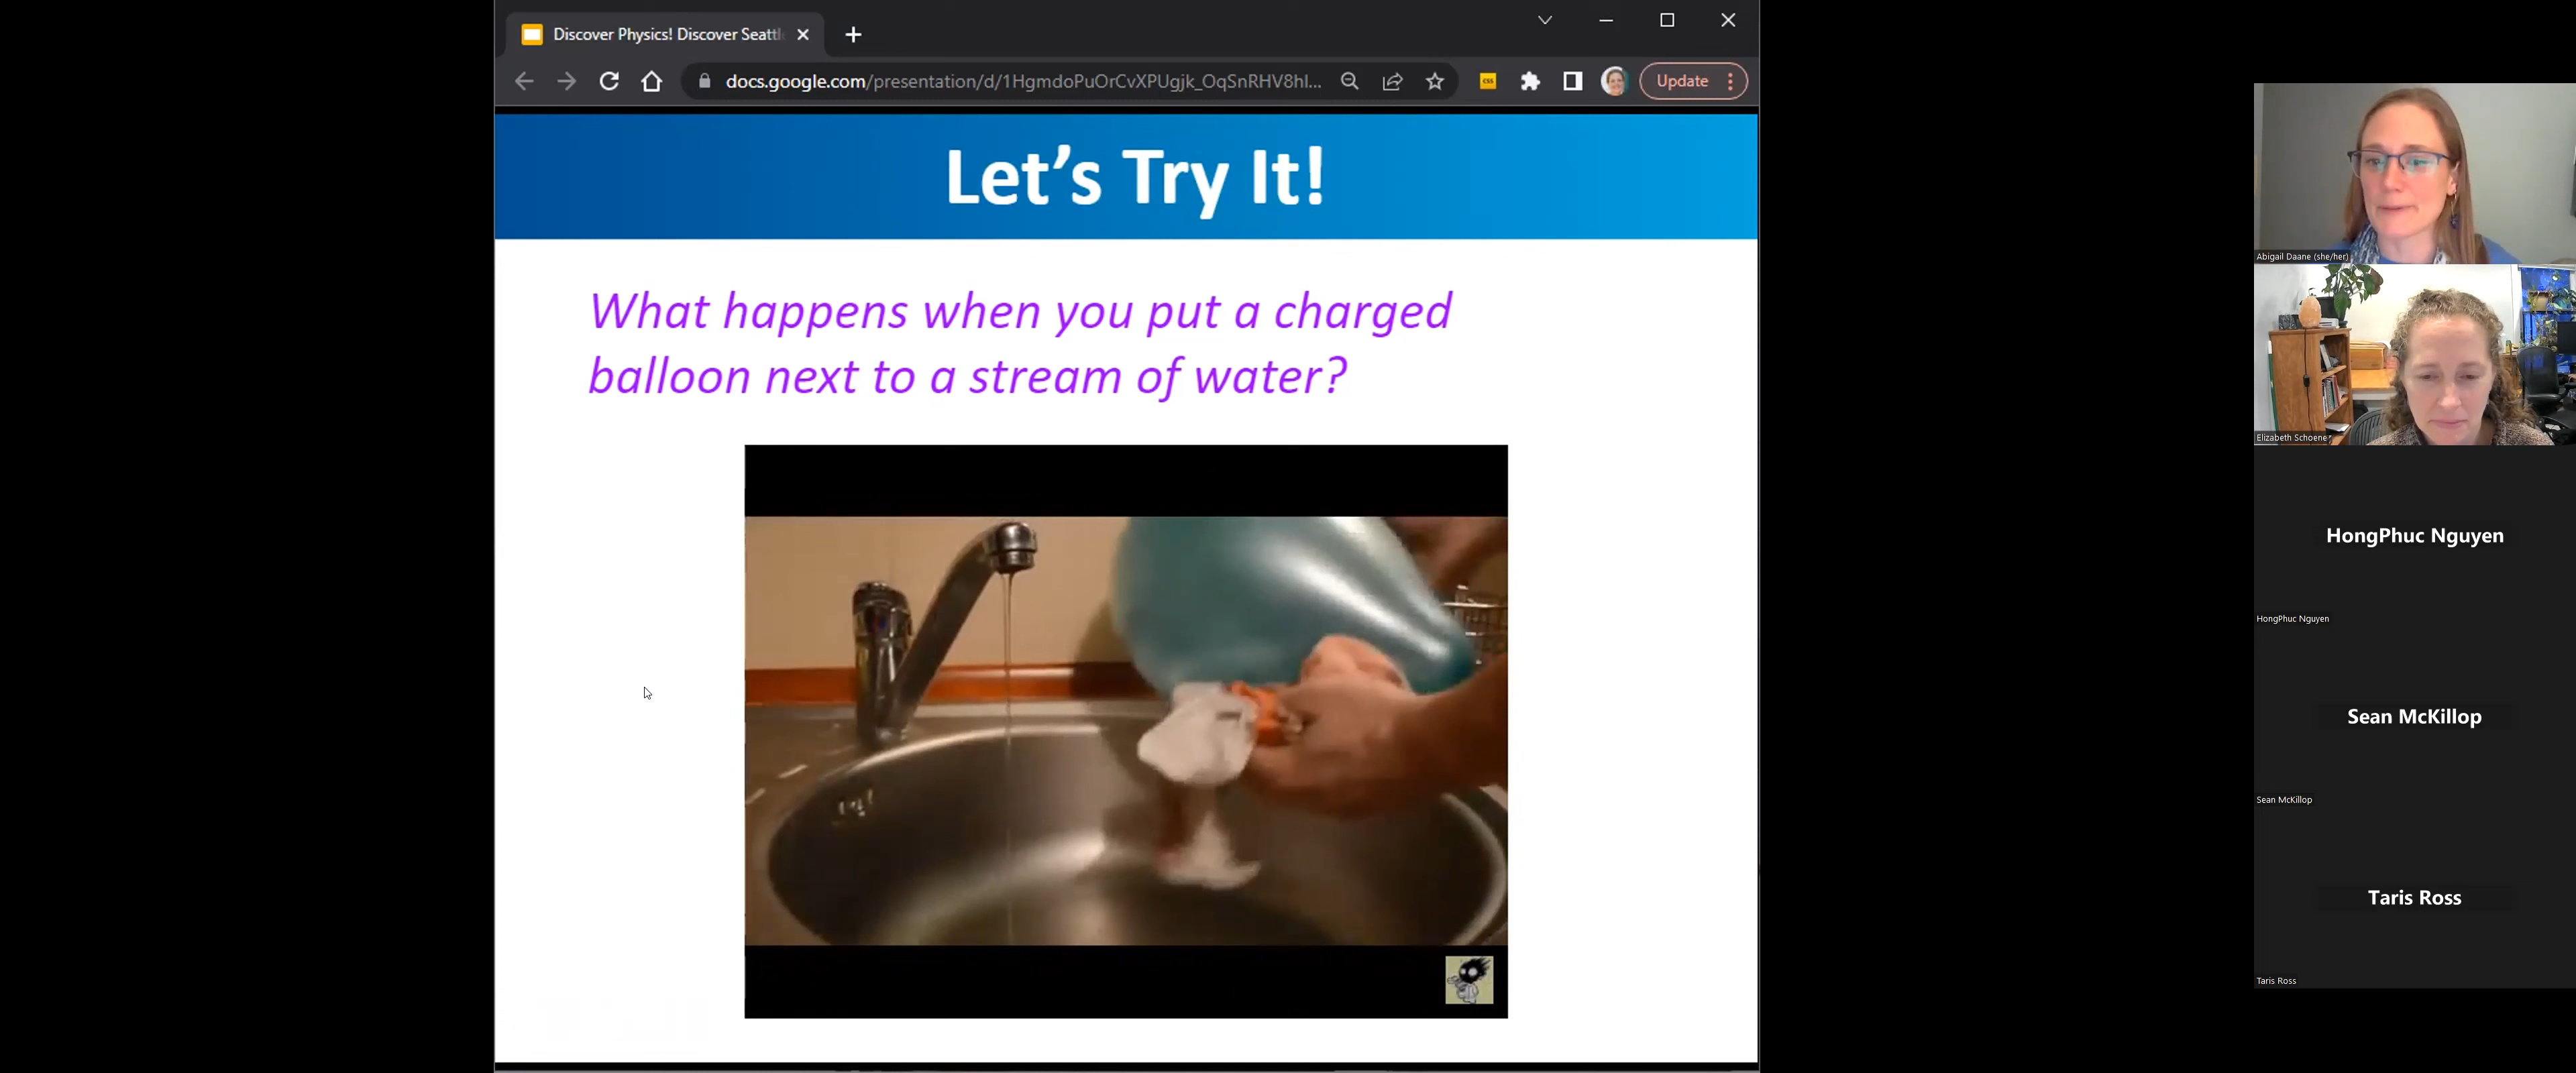 Discover Physics! Discover Seattl
docs.google.com/presentation/d/1HgmdoPuOrCvXPUgjk_OqSnRHV8hl...
css
Update
Let's Try It!
What happens when you put a charged
balloon next to a stream of water?
Abigail Daane (she/her)
Elizabeth Schoene
HongPhuc Nguyen
HongPhuc Nguyen
Sean McKillop
Sean McKillop
Taris Ross
Taris Ross